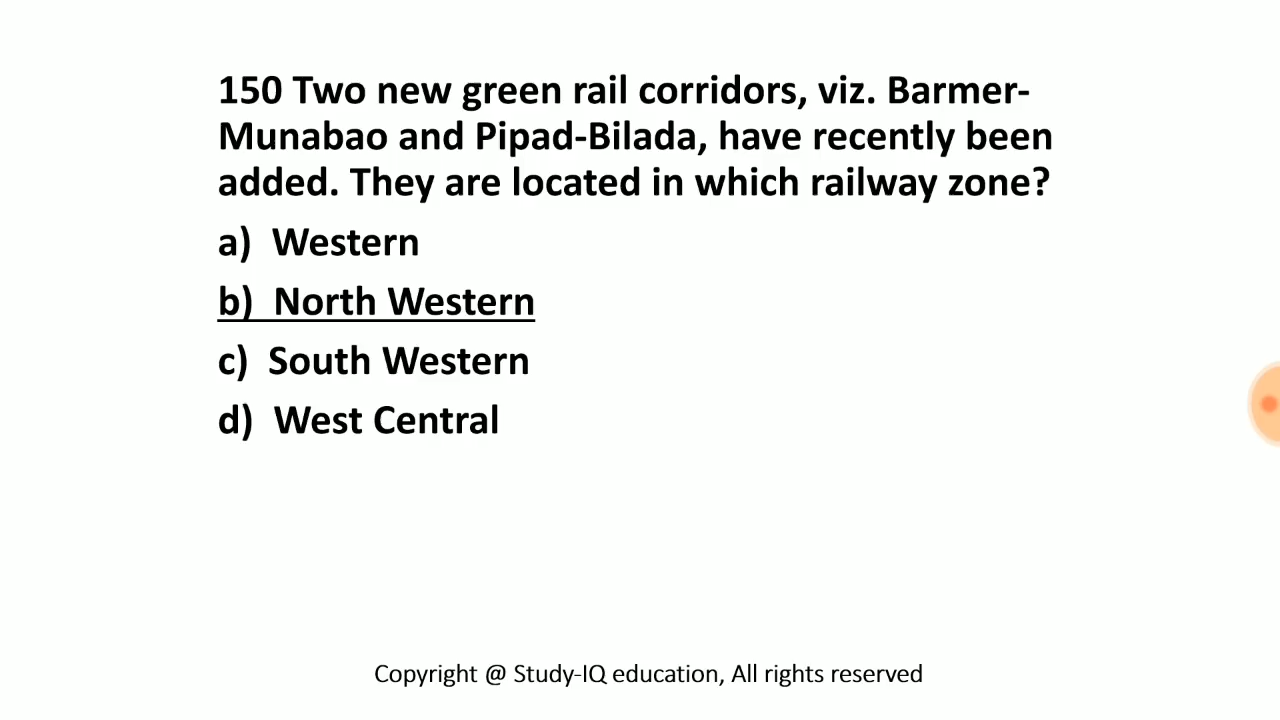 150 Two new green rail corridors, viz. Barmer-
Munabao and Pipad-Bilada, have recently been
added. They are located in which railway zone?
a) Western
b) North Western
c) South Western
d) West Central
Copyright @ Study-IQ education, All rights reserved